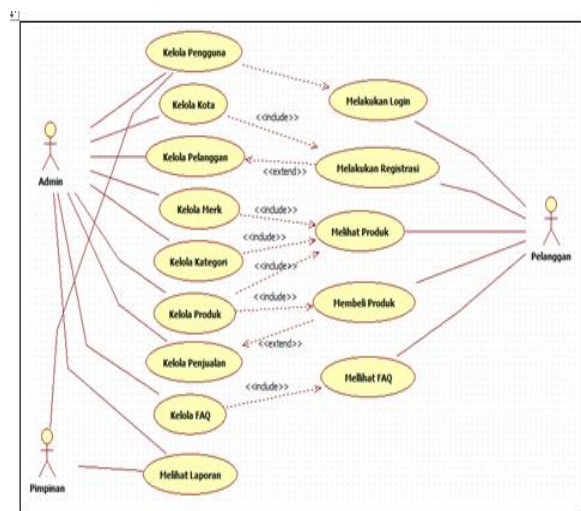 Kelola Pengguna
Melakukan Login
Kelola Kota
<<include>>
Admin
Kelola Pelanggan
<<extend>>
Melakukan Registrasi
Kelola Merk
<<include>>
Melihat Produk
Pelanggan
Kelola Kategori
<<include>>
<<include>>
Kelola Produk
<<include>>
Membeli Produk
Kelola Penjualan
<<extend>>
Mellihat FAQ
<<include>>
Kelola FAQ
Melihat Laporan
Pimpinan